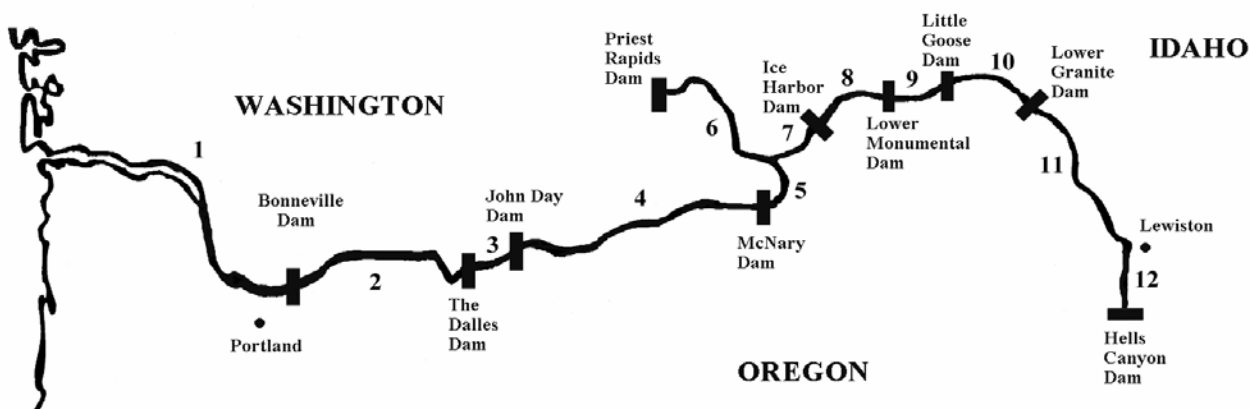 Little
Goose
Dam
Priest
Rapids
Dam
IDAHO
10
Lower
Granite
Dam
Ice
Harbor
Dam
8
9
WASHINGTON
6
7
Lower
Monumental
Dam
1
11
Bonneville
Dam
John Day
Dam
4
5
Lewiston
3
McNary
Dam
2
12
The
Dalles
Dam
Portland
Hells
Canyon
Dam
OREGON